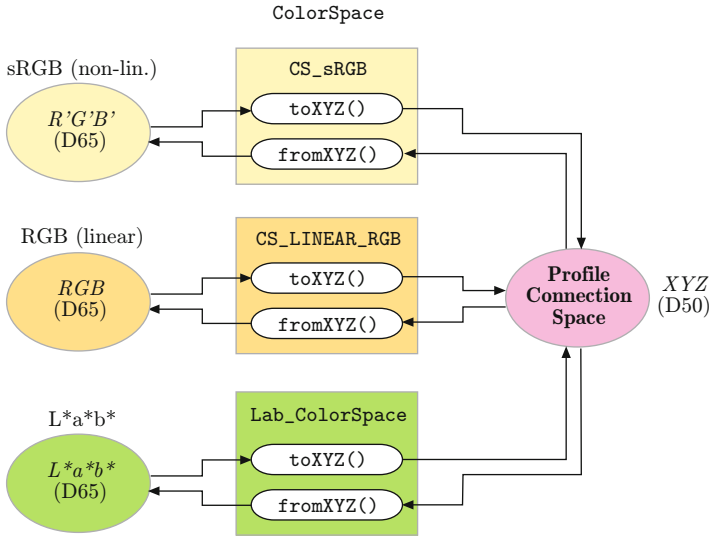 ColorSpace
sRGB (non-lin.)
R'G'B'
(D65)
CS_sRGB
toXYZ()
fromXYZ()
RGB (linear)
RGB
(D65)
CS_LINEAR_RGB
toXYZ()
fromXYZ()
Profile
Connection
Space
XYZ
(D50)
L*a*b*
L*a*b*
(D65)
Lab_ColorSpace
toXYZ()
fromXYZ()